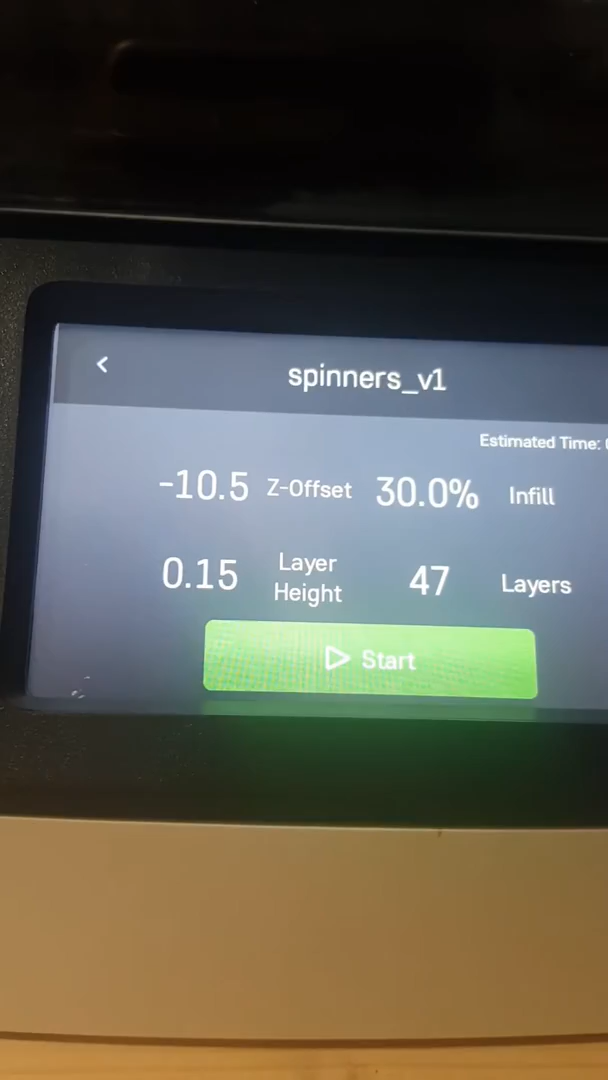 spinners_v1
Estimated Time:
-10.5 Z-Offset 30.0% Infill
0.15 Layer Height 47 Layers
Start